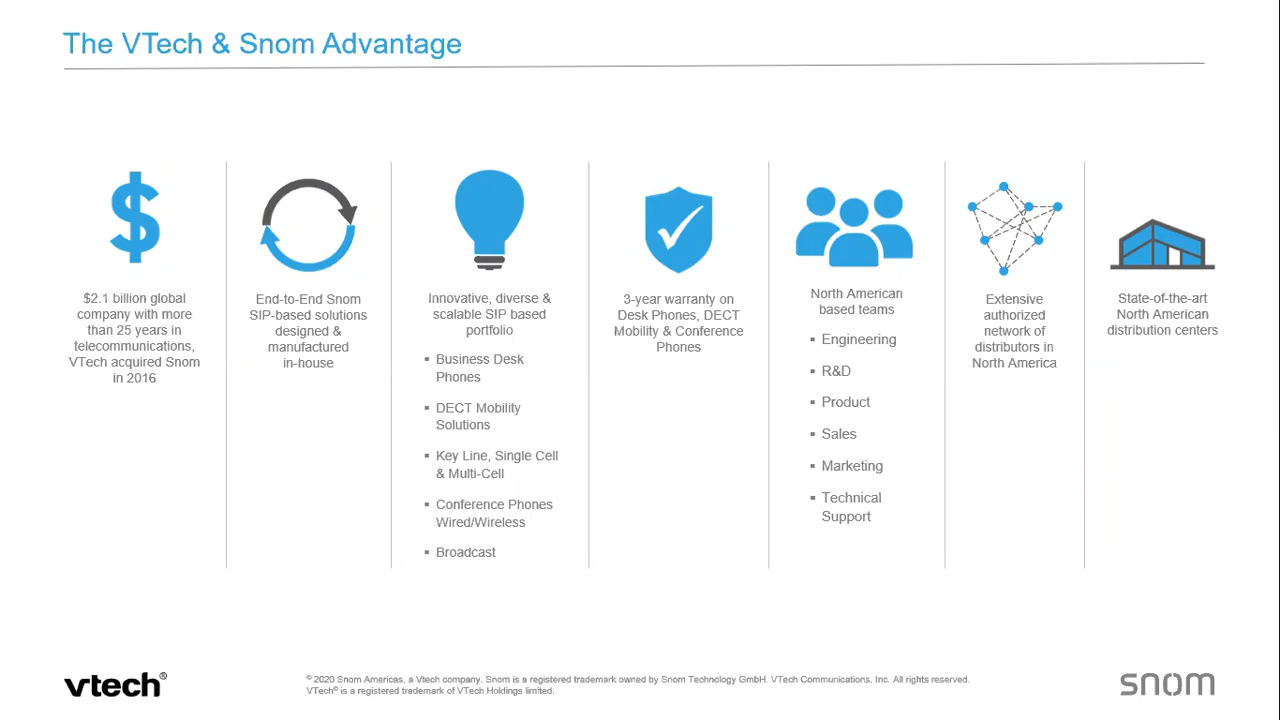 The VTech & Snom Advantage
$2.1 billion global
company with more
than 25 years in
telecommunications,
VTech acquired Snom
in 2016
End-to-End Snom
SIP-based solutions
designed &
manufactured
in-house
Innovative, diverse &
scalable SIP based
portfolio
▪ Business Desk
Phones
▪ DECT Mobility
Solutions
▪ Key Line, Single Cell
& Multi-Cell
▪ Conference Phones
Wired/Wireless
▪ Broadcast
3-year warranty on
Desk Phones, DECT
Mobility & Conference
Phones
North American
based teams
▪ Engineering
▪ R&D
▪ Product
▪ Sales
▪ Marketing
▪ Technical
Support
Extensive
authorized
network of
distributors in
North America
State-of-the-art
North American
distribution centers
vtech®
© 2020 Snom Americas, a Vtech company. Snom is a registered trademark owned by Snom Technology GmbH. VTech Communications, Inc. All rights reserved.
VTech® is a registered trademark of VTech Holdings limited.
snom